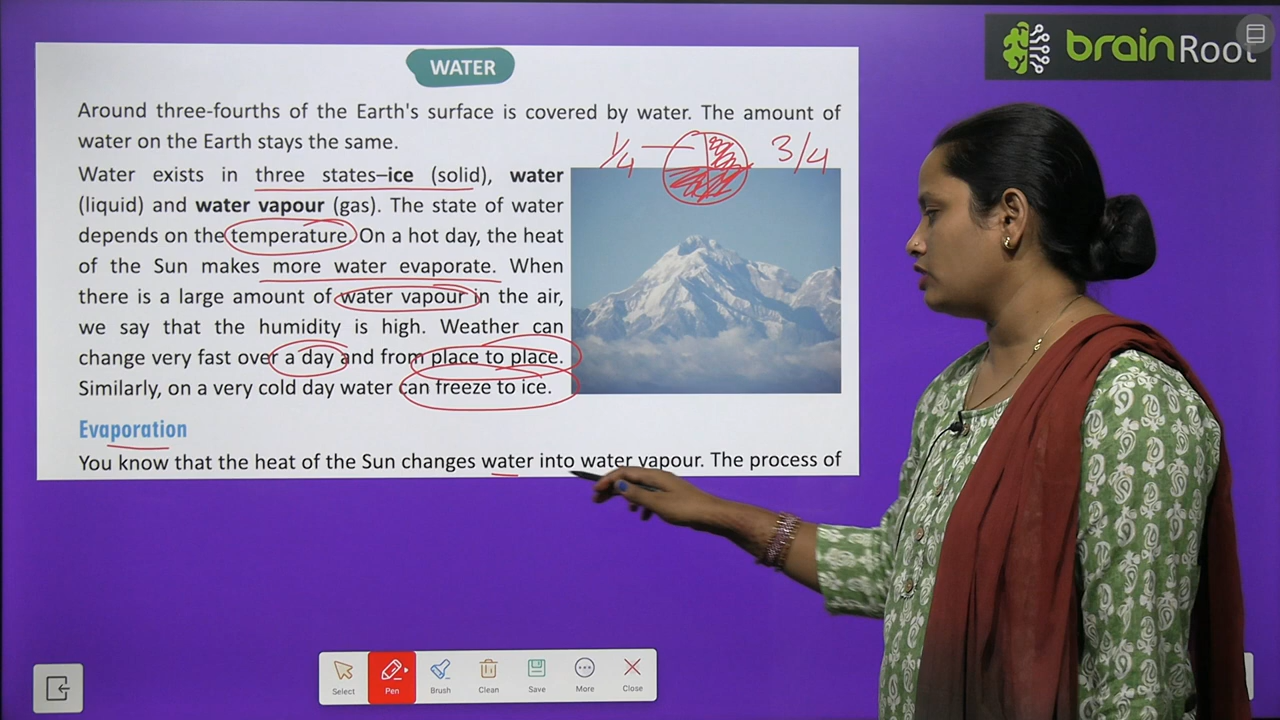 brainRoot
WATER
Around three-fourths of the Earth's surface is covered by water. The amount of
water on the Earth stays the same.
1/4
3/4
Water exists in three states–ice (solid), water
(liquid) and water vapour (gas). The state of water
depends on the temperature. On a hot day, the heat
of the Sun makes more water evaporate. When
there is a large amount of water vapour in the air,
we say that the humidity is high. Weather can
change very fast over a day and from place to place.
Similarly, on a very cold day water can freeze to ice.
Evaporation
You know that the heat of the Sun changes water into water vapour. The process of
Select
Pen
Brush
Clean
Save
More
Close